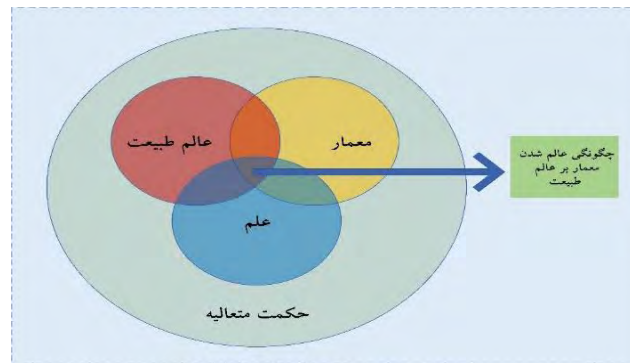 عالم طبیعت
معمار
علم
حکمت متعالیه
چگونگی عالم شدن
معمار بر عالم
طبیعت